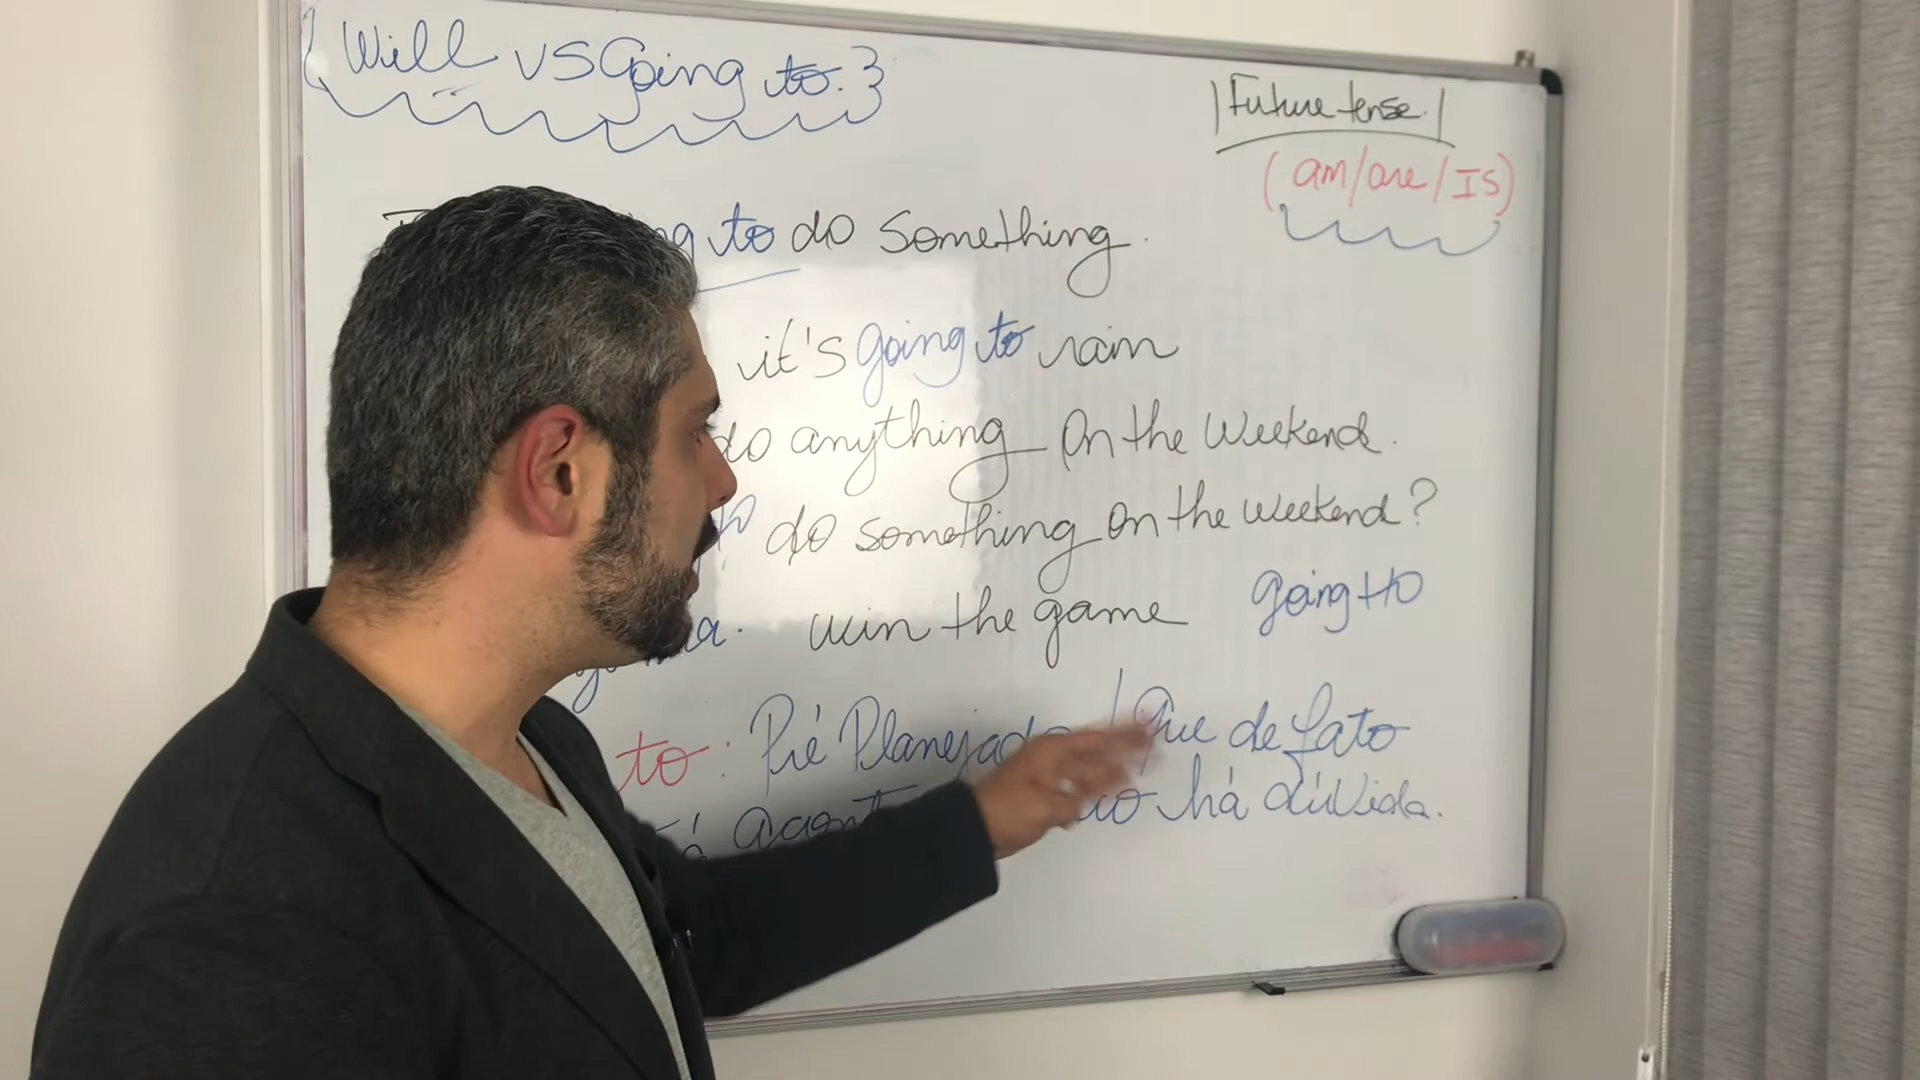 {Will vs Going to.}
|Future tense.|
(am/are/IS)
to do something.
it's going to rain
do anything on the weekend.
do something on the weekend?
win the game going to
to: Pré Planejado / Que de fato
há dúvida.